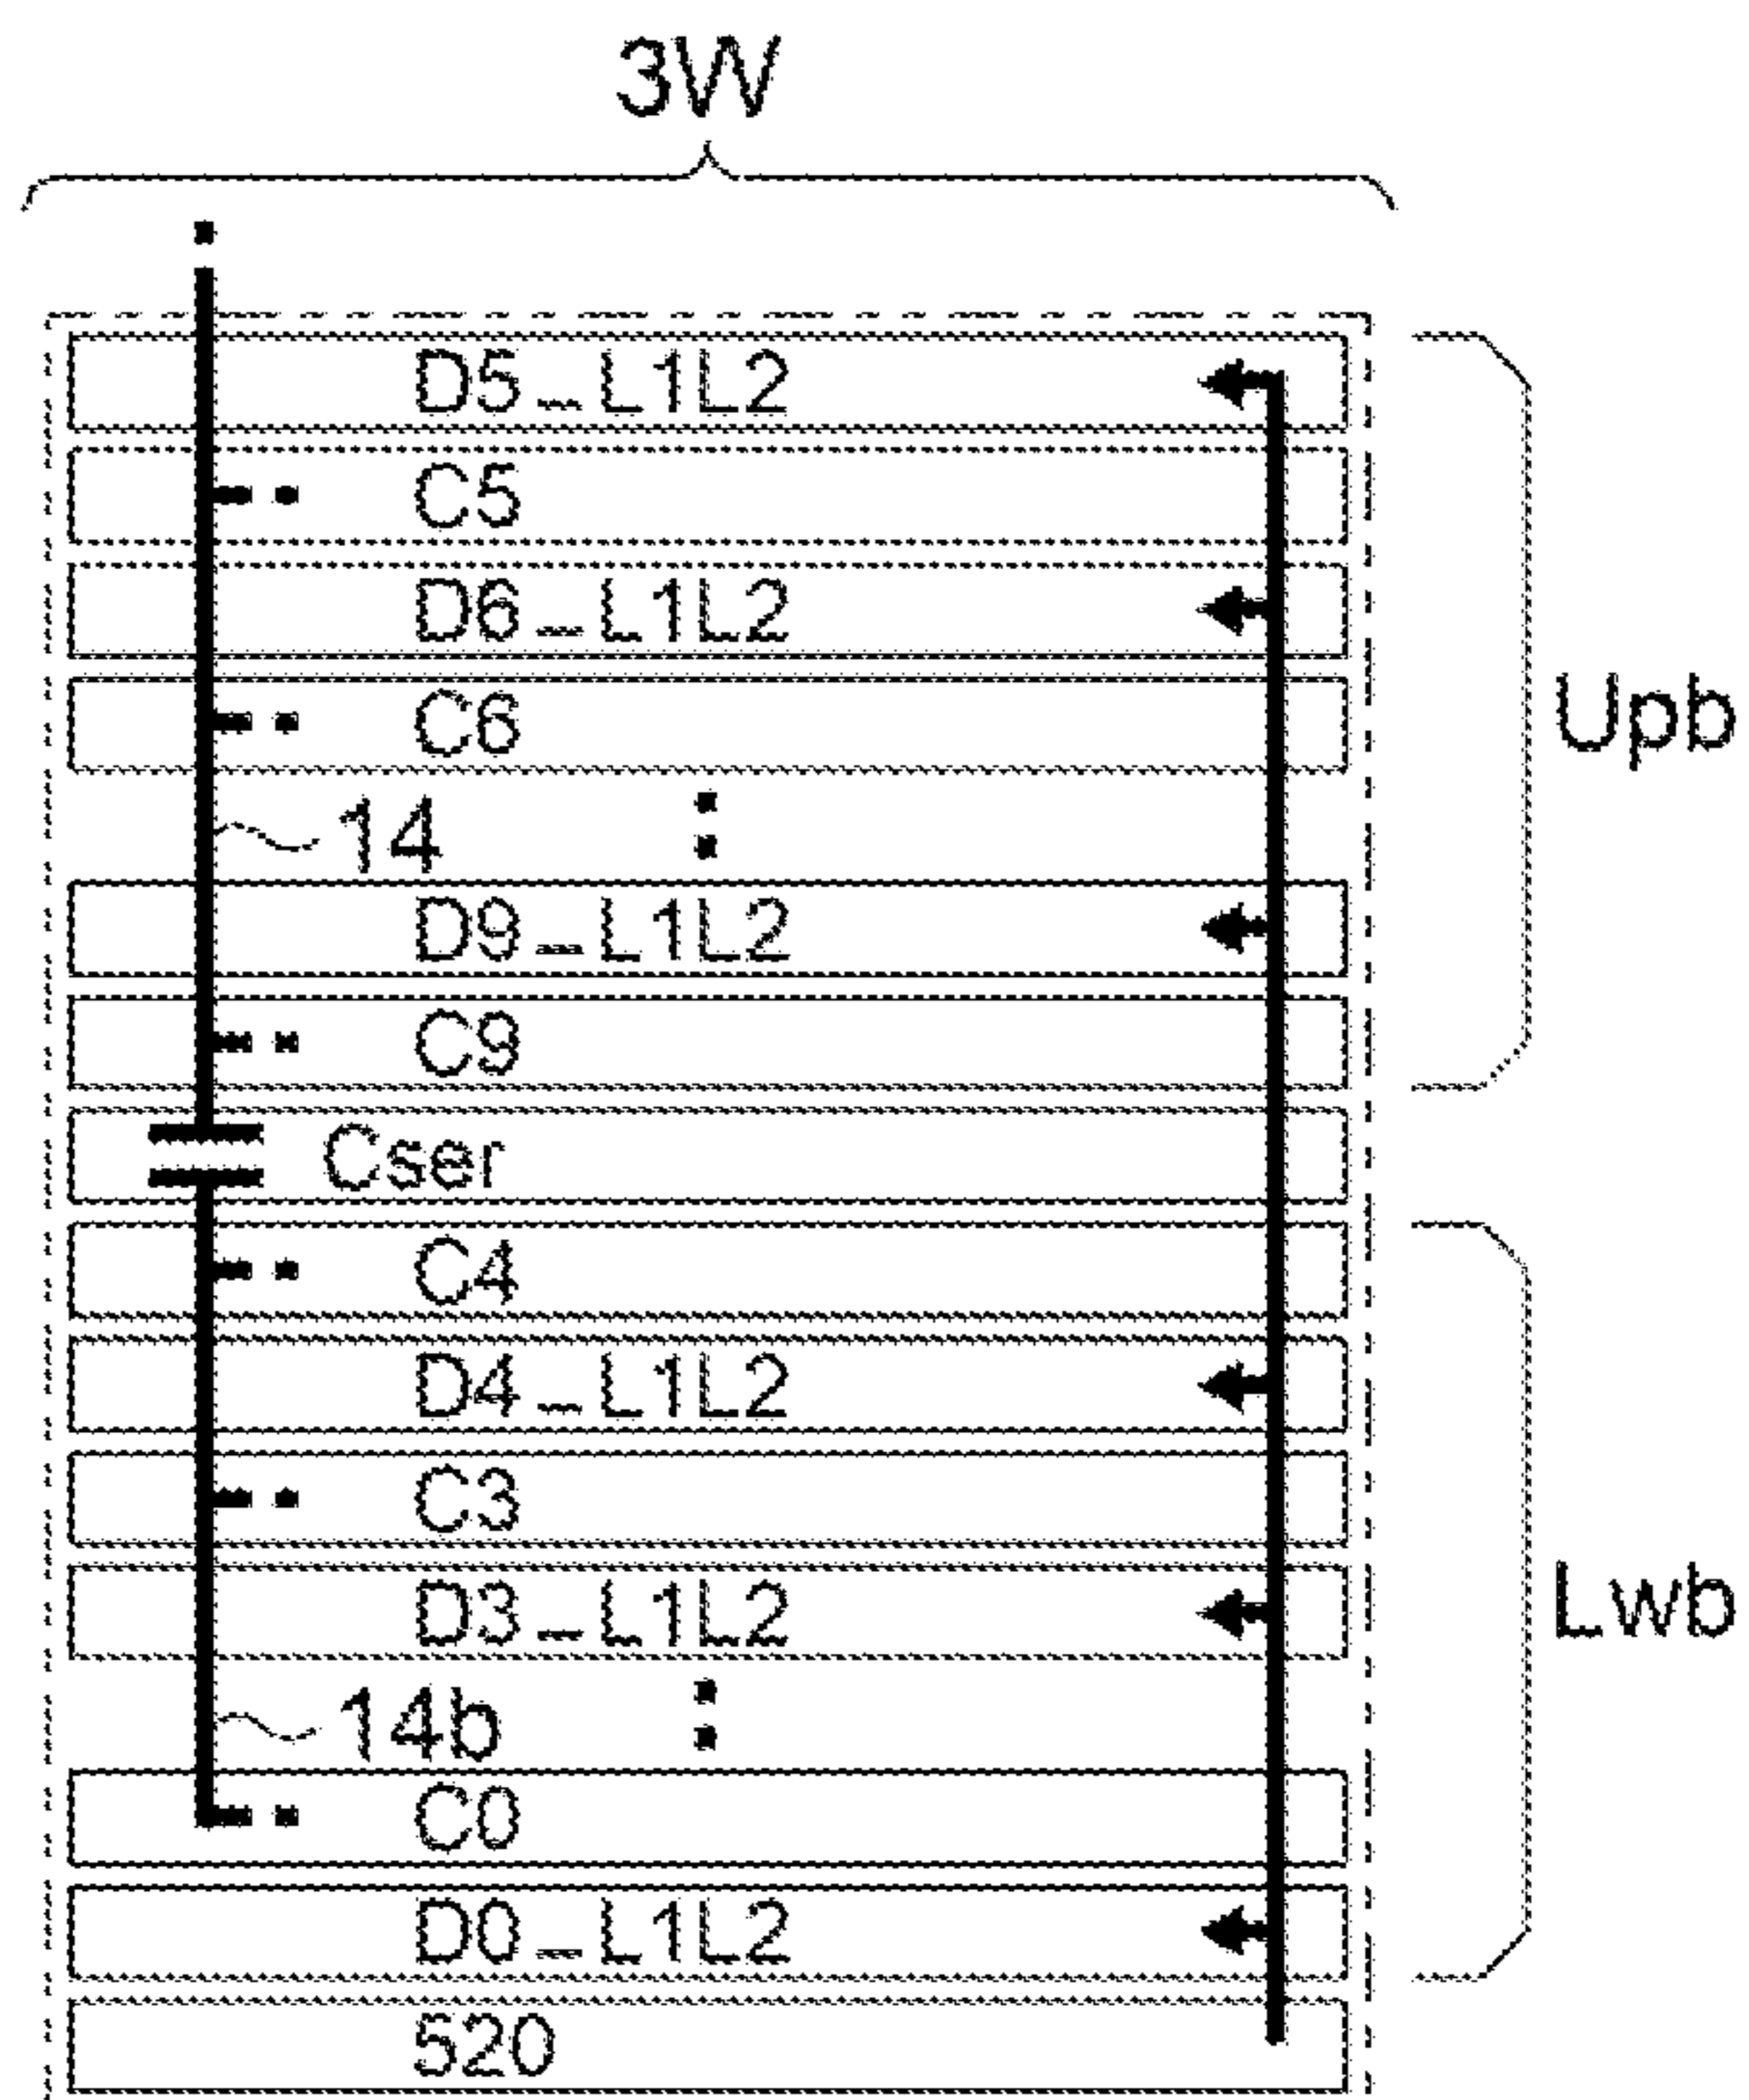 3W
D5_L1L2
C5
D6_L1L2
C6
Upb
14
D9_L1L2
C9
Cser
C4
D4_L1L2
C3
D3_L1L2
Lwb
14b
C0
D0_L1L2
520